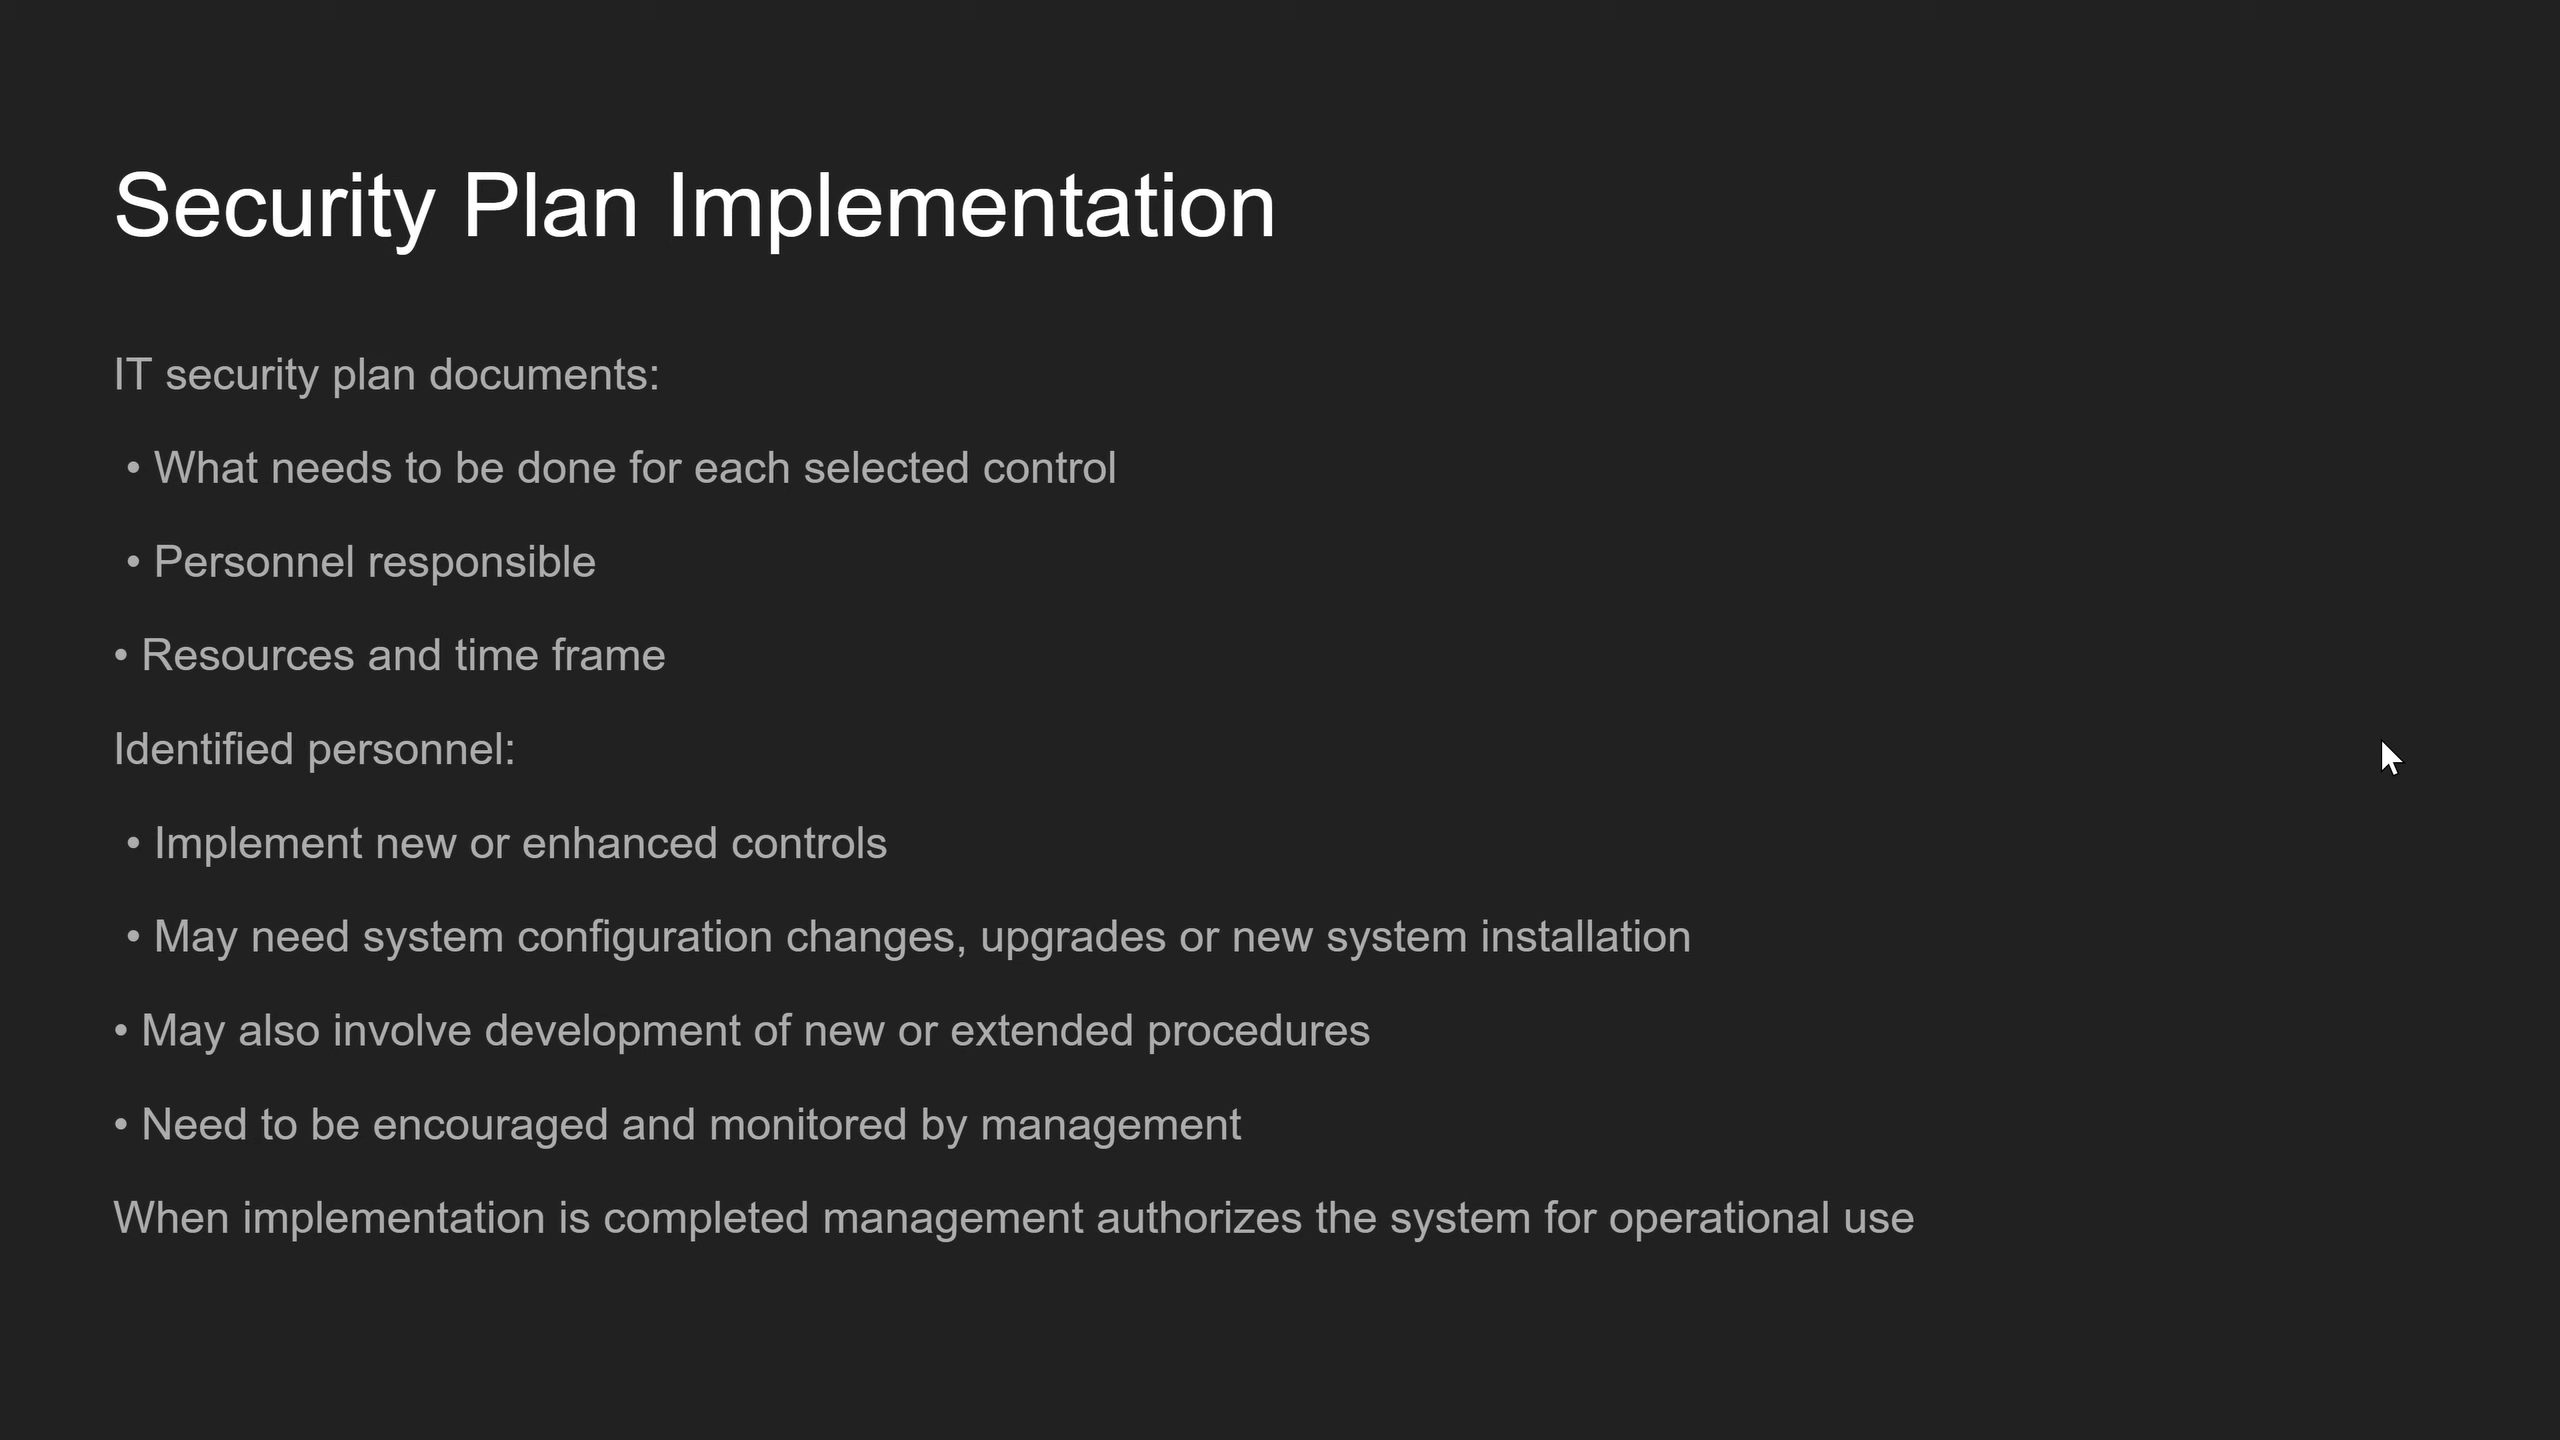 Security Plan Implementation
IT security plan documents:
• What needs to be done for each selected control
• Personnel responsible
• Resources and time frame
Identified personnel:
• Implement new or enhanced controls
• May need system configuration changes, upgrades or new system installation
• May also involve development of new or extended procedures
• Need to be encouraged and monitored by management
When implementation is completed management authorizes the system for operational use